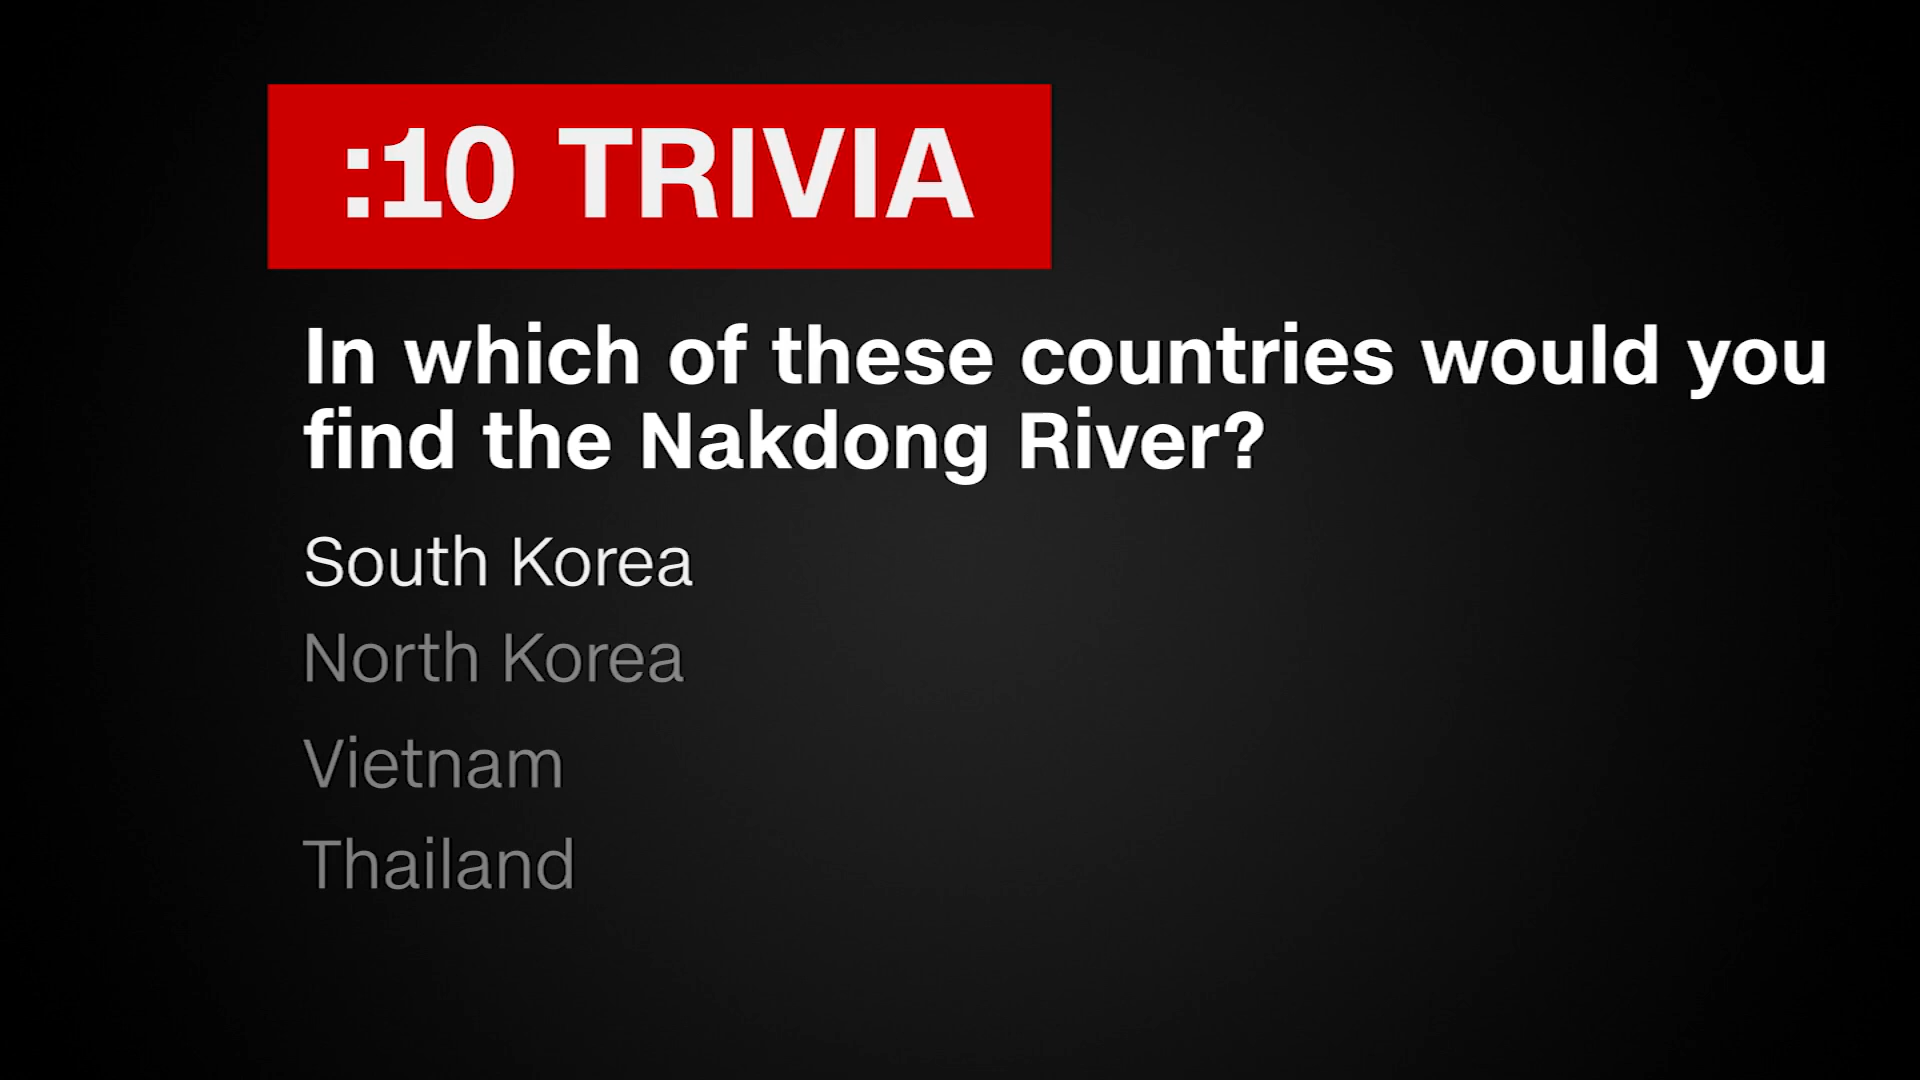 :10 TRIVIA
In which of these countries would you
find the Nakdong River?
South Korea
North Korea
Vietnam
Thailand